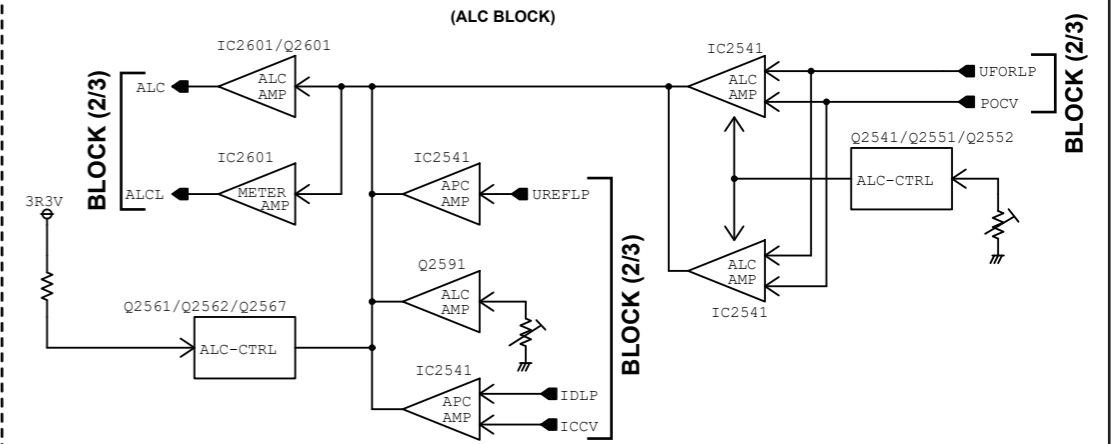 (ALC BLOCK)
IC2601/Q2601
ALC
AMP
ALC
BLOCK (2/3)
IC2601
METER
AMP
ALCL
3R3V
IC2541
APC
AMP
UREFLP
Q2591
ALC
AMP
Q2561/Q2562/Q2567
ALC-CTRL
IC2541
APC
AMP
IDLP
ICCV
BLOCK (2/3)
IC2541
ALC
AMP
UFORLP
POCV
BLOCK (2/3)
Q2541/Q2551/Q2552
ALC-CTRL
ALC
AMP
IC2541